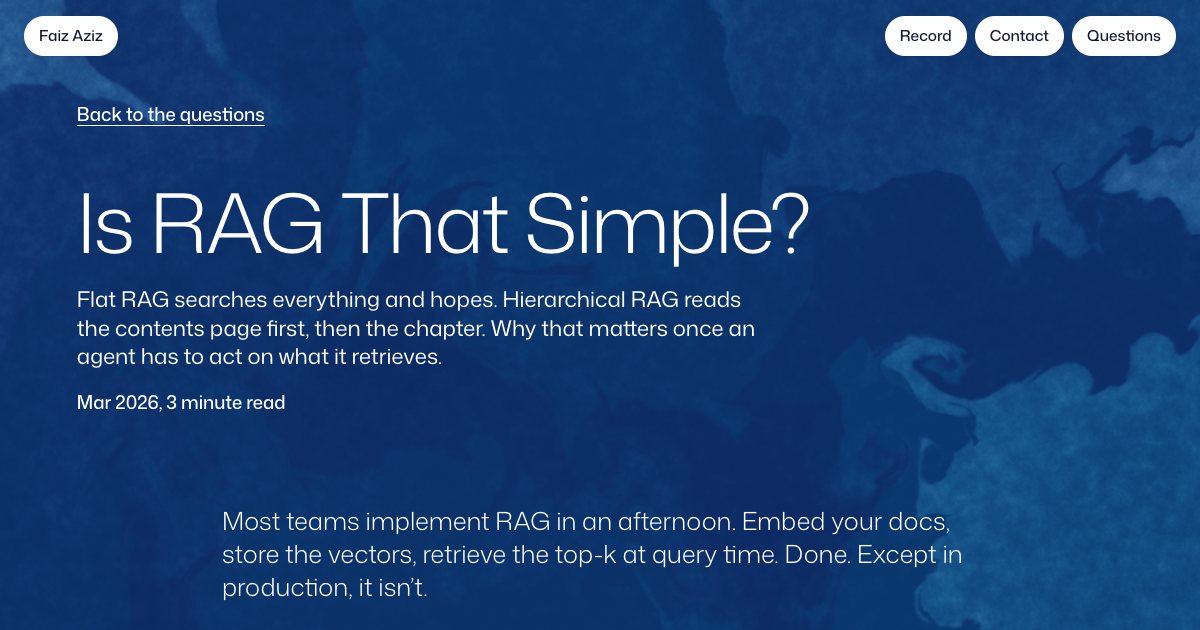 Faiz Aziz
Record
Contact
Questions
Back to the questions
Is RAG That Simple?
Flat RAG searches everything and hopes. Hierarchical RAG reads
the contents page first, then the chapter. Why that matters once an
agent has to act on what it retrieves.
Mar 2026, 3 minute read
Most teams implement RAG in an afternoon. Embed your docs,
store the vectors, retrieve the top-k at query time. Done. Except in
production, it isn’t.